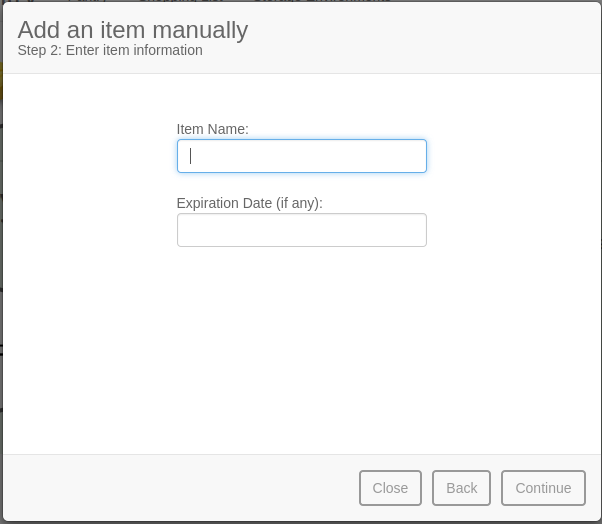 Add an item manually
Step 2: Enter item information
Item Name:
Expiration Date (if any):
Close
Back
Continue